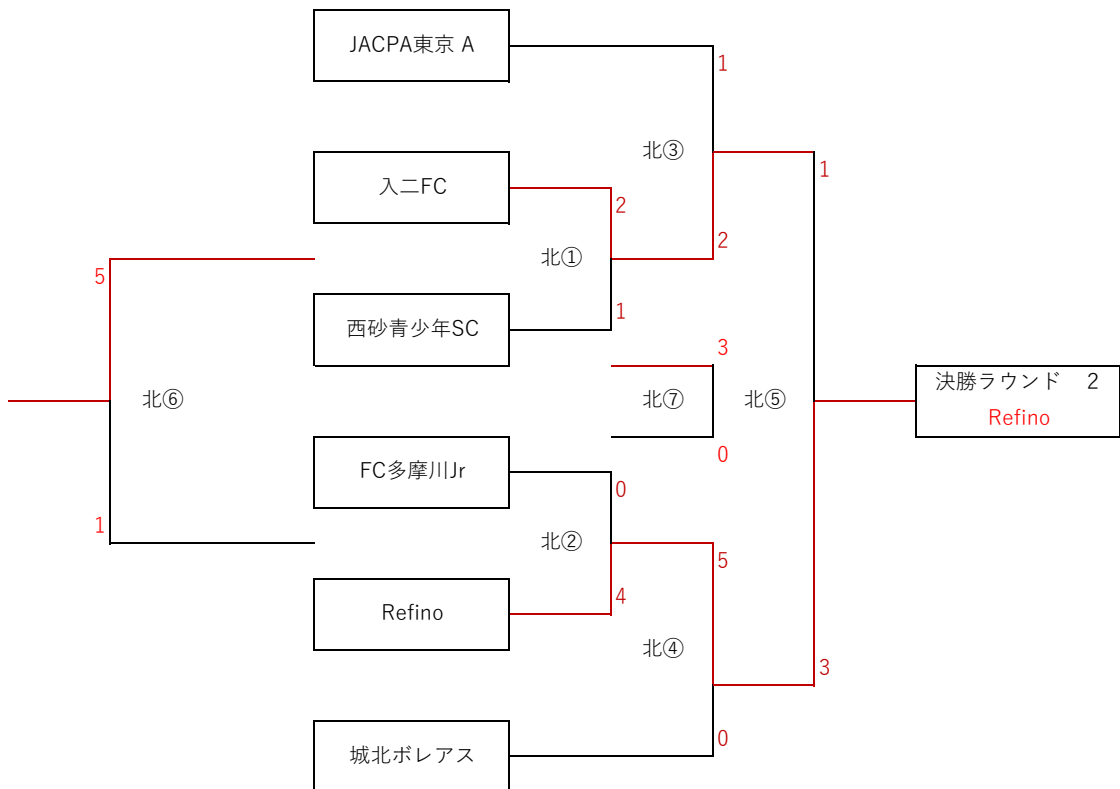 JACPA東京 A
1
北③
1
入二FC
2
2
北①
5
西砂青少年SC
1
3
決勝ラウンド　2
北⑥
北⑦
北⑤
Refino
0
FC多摩川Jr
0
1
北②
5
4
Refino
北④
3
0
城北ボレアス